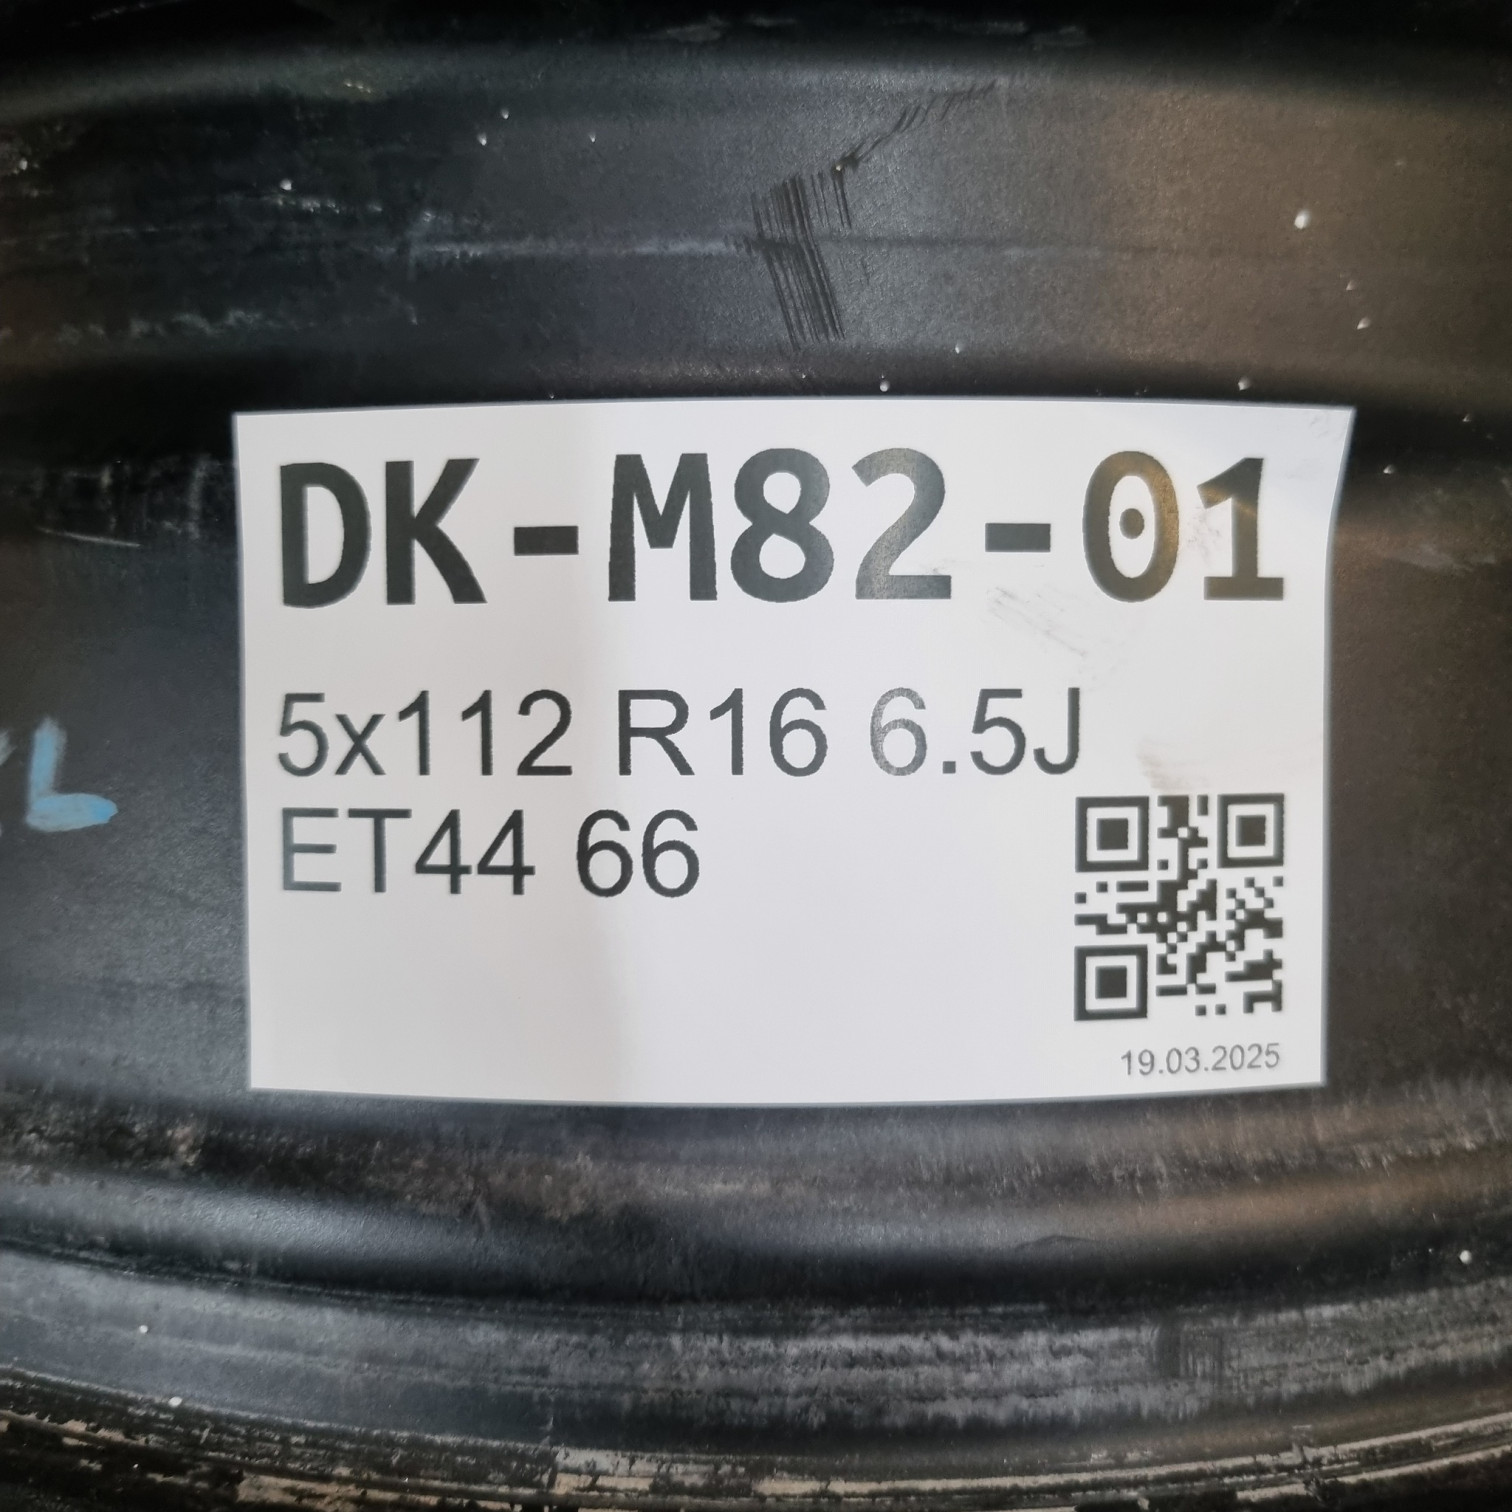 DK-M82-01
5x112 R16 6.5J
ET44 66
19.03.2025